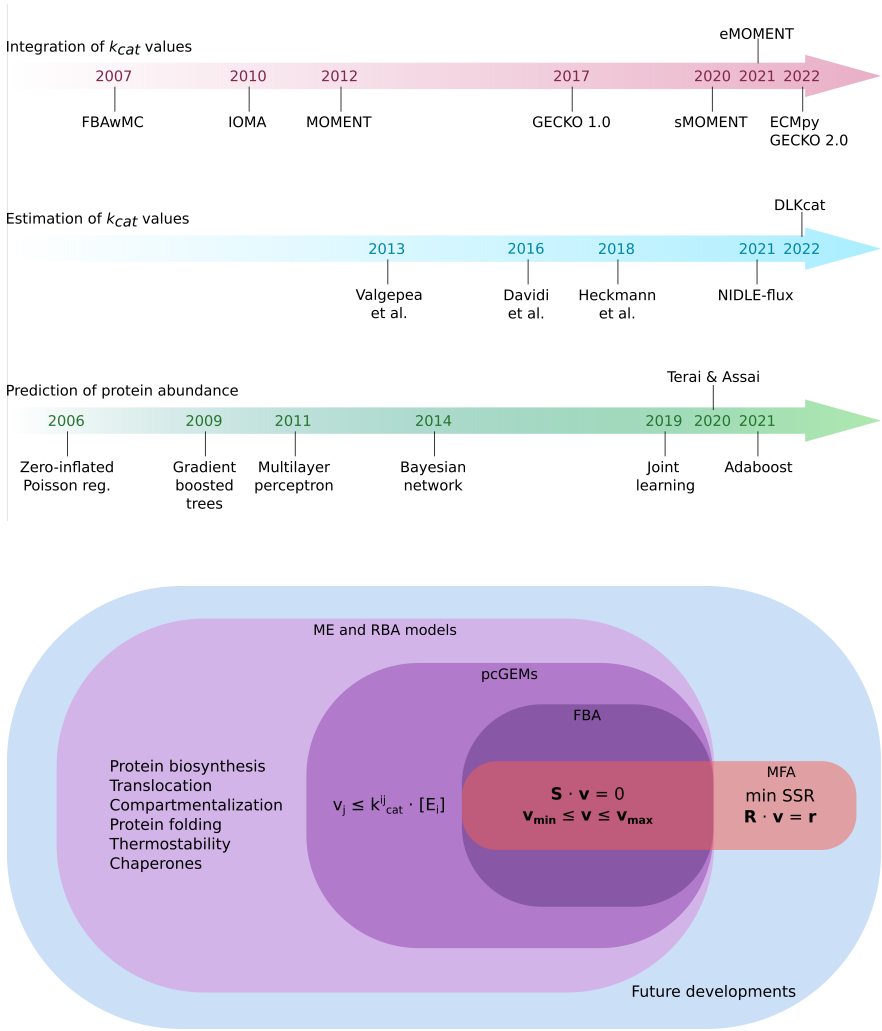 Integration of kcat values
eMOMENT
2007 2010 2012 2017 2020 2021 2022
FBAwMC IOMA MOMENT GECKO 1.0 sMOMENT ECMpy
GECKO 2.0
Estimation of kcat values
DLKcat
2013 2016 2018 2021 2022
Valgepea Davidi Heckmann NIDLE-flux
et al. et al. et al.
Prediction of protein abundance
Terai & Assai
2006 2009 2011 2014 2019 2020 2021
Zero-inflated Gradient Multilayer Bayesian Joint Adaboost
Poisson reg. boosted perceptron network learning
trees
ME and RBA models
pcGEMs
FBA
Protein biosynthesis
Translocation
Compartmentalization
Protein folding
Thermostability
Chaperones
vj ≤ k^ij_cat · [Ei]
S · v = 0
vmin ≤ v ≤ vmax
MFA
min SSR
R · v = r
Future developments